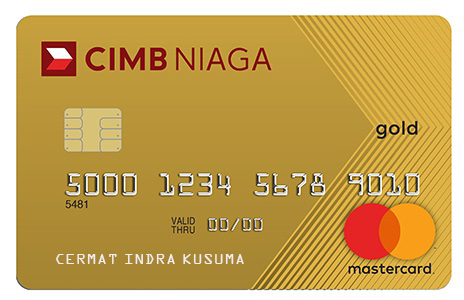 CIMB NIAGA
gold
5000 1234 5678 9010
5481
VALID THRU 00/00
CERMAT INDRA KUSUMA
mastercard.